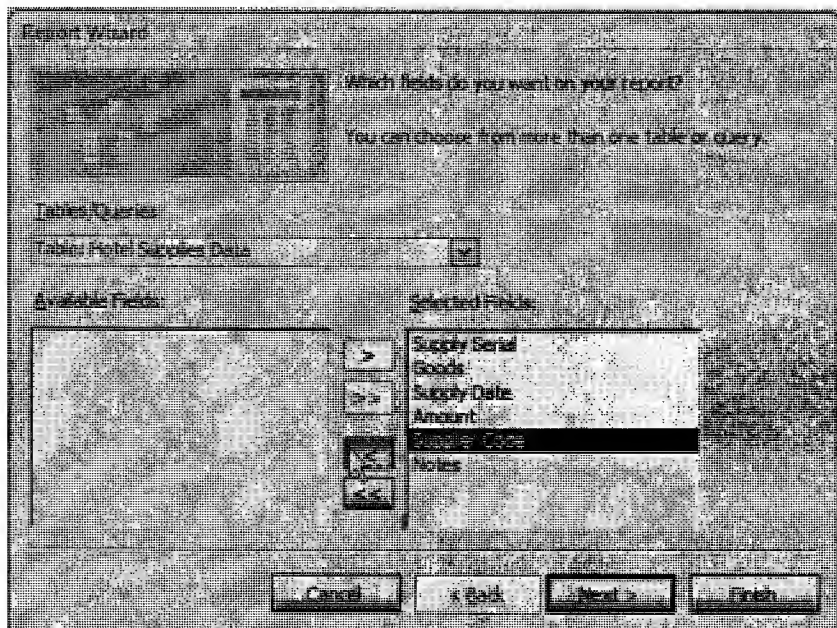 Report Wizard
Which fields do you want on your report?
You can choose from more than one table or query.
Tables/Queries
Table: Hotel Supplies Data
Available Fields:
Selected Fields:
>
>>
<
<<
Supply Serial
Goods
Supply Date
Amount
Supplier Code
Notes
Cancel
< Back
Next >
Finish